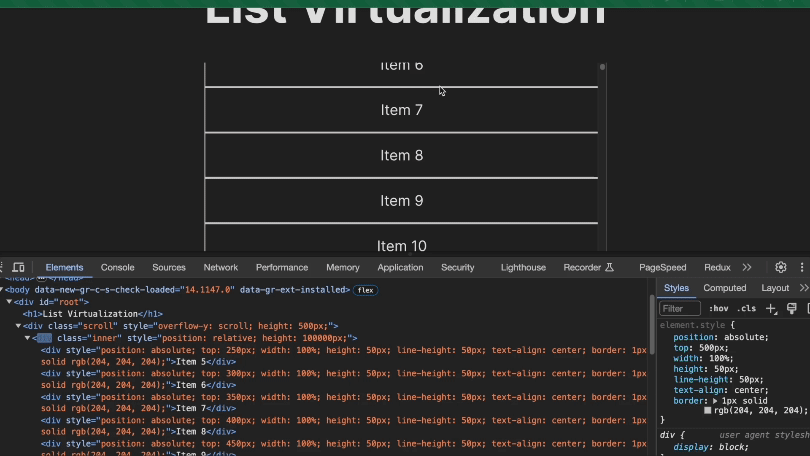 List Virtualization
Item 6
Item 7
Item 8
Item 9
Item 10
Elements Console Sources Network Performance Memory Application Security Lighthouse Recorder PageSpeed Redux
<body data-new-gr-c-s-check-loaded="14.1147.0" data-gr-ext-installed> flex
<div id="root">
<h1>List Virtualization</h1>
<div class="scroll" style="overflow-y: scroll; height: 500px;">
class="inner" style="position: relative; height: 100000px;">
<div style="position: absolute; top: 250px; width: 100%; height: 50px; line-height: 50px; text-align: center; border: 1px
solid rgb(204, 204, 204);">Item 5</div>
<div style="position: absolute; top: 300px; width: 100%; height: 50px; line-height: 50px; text-align: center; border: 1px
solid rgb(204, 204, 204);">Item 6</div>
<div style="position: absolute; top: 350px; width: 100%; height: 50px; line-height: 50px; text-align: center; border: 1px
solid rgb(204, 204, 204);">Item 7</div>
<div style="position: absolute; top: 400px; width: 100%; height: 50px; line-height: 50px; text-align: center; border: 1px
solid rgb(204, 204, 204);">Item 8</div>
<div style="position: absolute; top: 450px; width: 100%; height: 50px; line-height: 50px; text-align: center; border: 1px
solid rgb(204, 204, 204);">Item 9</div>
Styles Computed Layout
Filter :hov .cls
element.style {
position: absolute;
top: 500px;
width: 100%;
height: 50px;
line-height: 50px;
text-align: center;
border: 1px solid
rgb(204, 204, 204);
}
div { user agent stylesh
display: block;